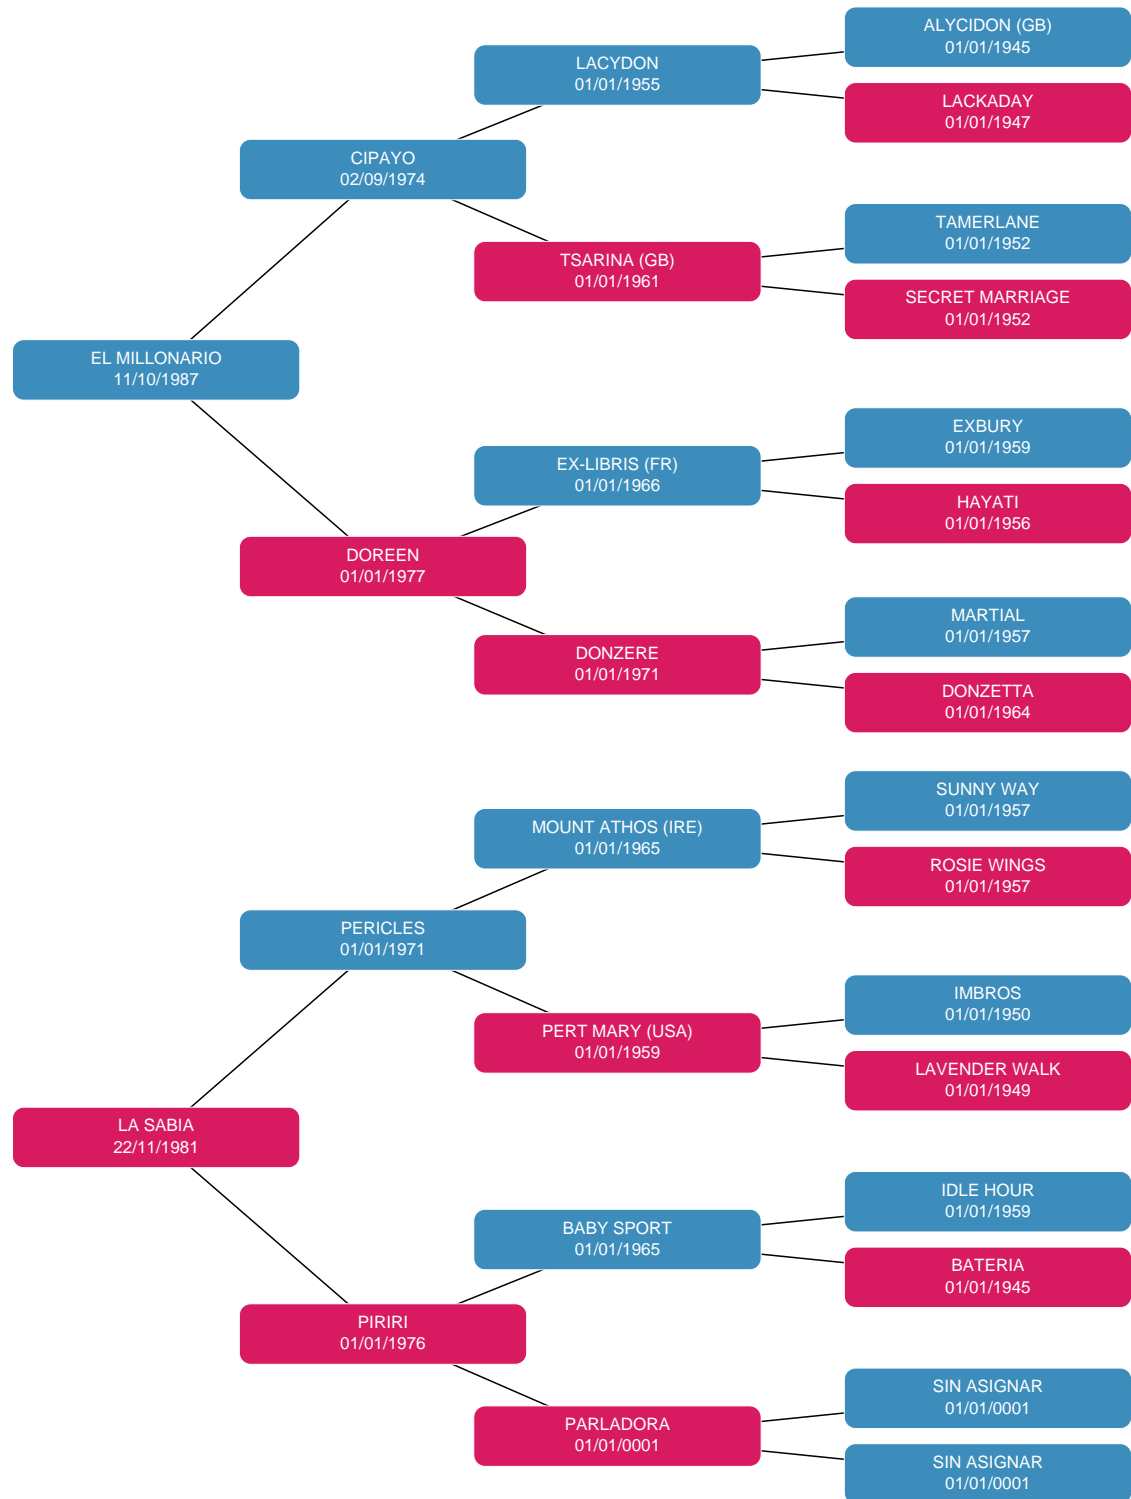 ALYCIDON (GB)
01/01/1945
LACYDON
01/01/1955
LACKADAY
01/01/1947
CIPAYO
02/09/1974
TAMERLANE
01/01/1952
TSARINA (GB)
01/01/1961
SECRET MARRIAGE
01/01/1952
EL MILLONARIO
11/10/1987
EXBURY
01/01/1959
EX-LIBRIS (FR)
01/01/1966
HAYATI
01/01/1956
DOREEN
01/01/1977
MARTIAL
01/01/1957
DONZERE
01/01/1971
DONZETTA
01/01/1964
SUNNY WAY
01/01/1957
MOUNT ATHOS (IRE)
01/01/1965
ROSIE WINGS
01/01/1957
PERICLES
01/01/1971
IMBROS
01/01/1950
PERT MARY (USA)
01/01/1959
LAVENDER WALK
01/01/1949
LA SABIA
22/11/1981
IDLE HOUR
01/01/1959
BABY SPORT
01/01/1965
BATERIA
01/01/1945
PIRIRI
01/01/1976
SIN ASIGNAR
01/01/0001
PARLADORA
01/01/0001
SIN ASIGNAR
01/01/0001